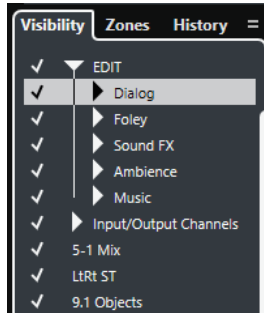 Visibility Zones History
EDIT
Dialog
Foley
Sound FX
Ambience
Music
Input/Output Channels
5-1 Mix
LtRt ST
9.1 Objects